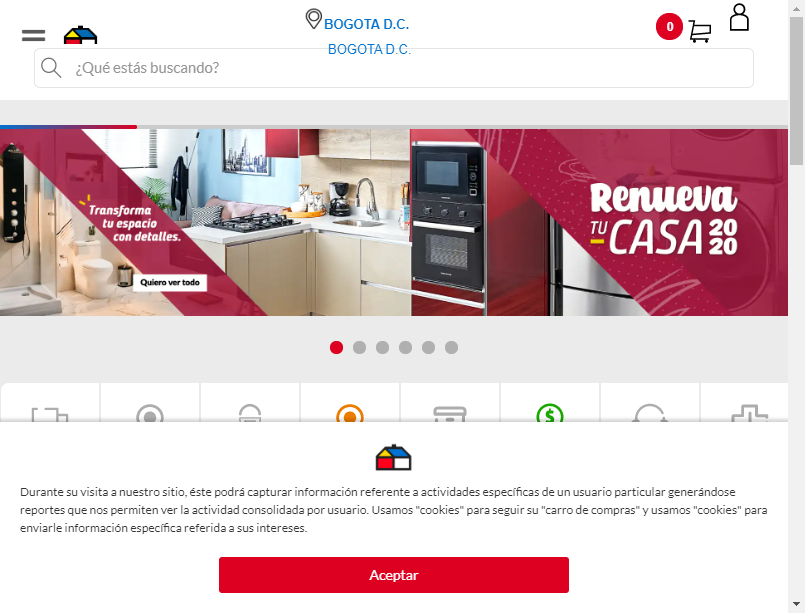 BOGOTA D.C.
BOGOTA D.C.
0
¿Qué estás buscando?
Transforma
tu espacio
con detalles.
Quiero ver todo
Renueva
TU CASA 2020
Durante su visita a nuestro sitio, éste podrá capturar información referente a actividades específicas de un usuario particular generándose
reportes que nos permiten ver la actividad consolidada por usuario. Usamos "cookies" para seguir su "carro de compras" y usamos "cookies" para
enviarle información específica referida a sus intereses.
Aceptar